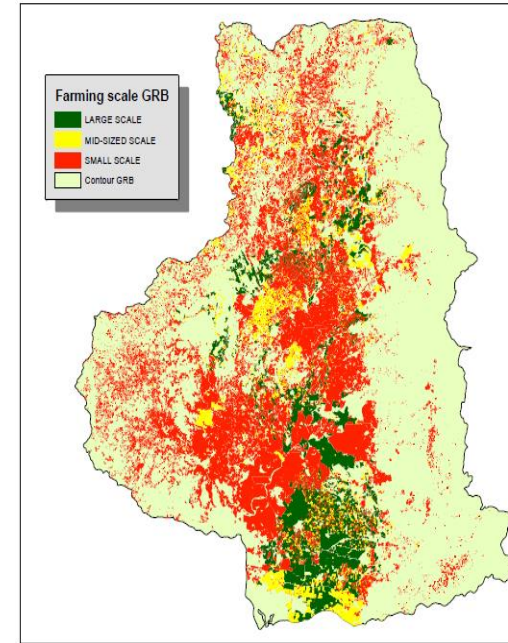 Farming scale GRB
LARGE SCALE
MID-SIZED SCALE
SMALL SCALE
Contour GRB